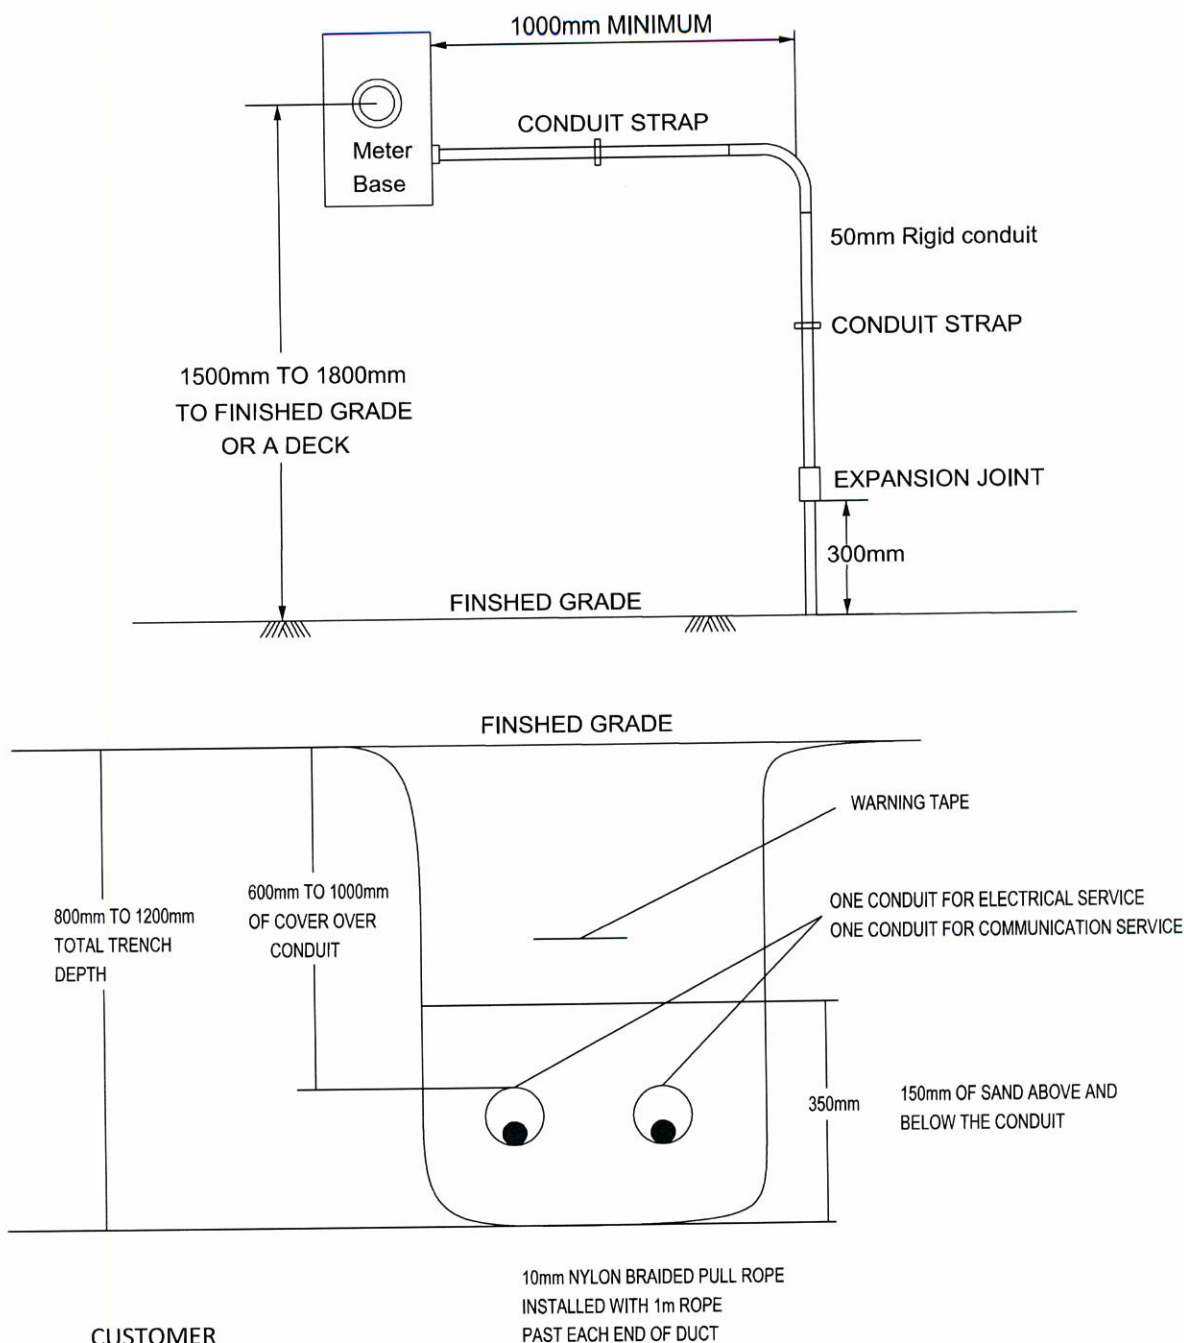 1000mm MINIMUM
CONDUIT STRAP
Meter
Base
50mm Rigid conduit
CONDUIT STRAP
1500mm TO 1800mm
TO FINISHED GRADE
OR A DECK
EXPANSION JOINT
300mm
FINSHED GRADE
FINSHED GRADE
WARNING TAPE
600mm TO 1000mm
OF COVER OVER
CONDUIT
800mm TO 1200mm
TOTAL TRENCH
DEPTH
ONE CONDUIT FOR ELECTRICAL SERVICE
ONE CONDUIT FOR COMMUNICATION SERVICE
350mm
150mm OF SAND ABOVE AND
BELOW THE CONDUIT
10mm NYLON BRAIDED PULL ROPE
INSTALLED WITH 1m ROPE
PAST EACH END OF DUCT
CUSTOMER